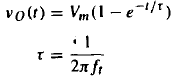 v_O(t) = V_m(1 − e^{−t/τ})
τ = 1 / 2πf_t